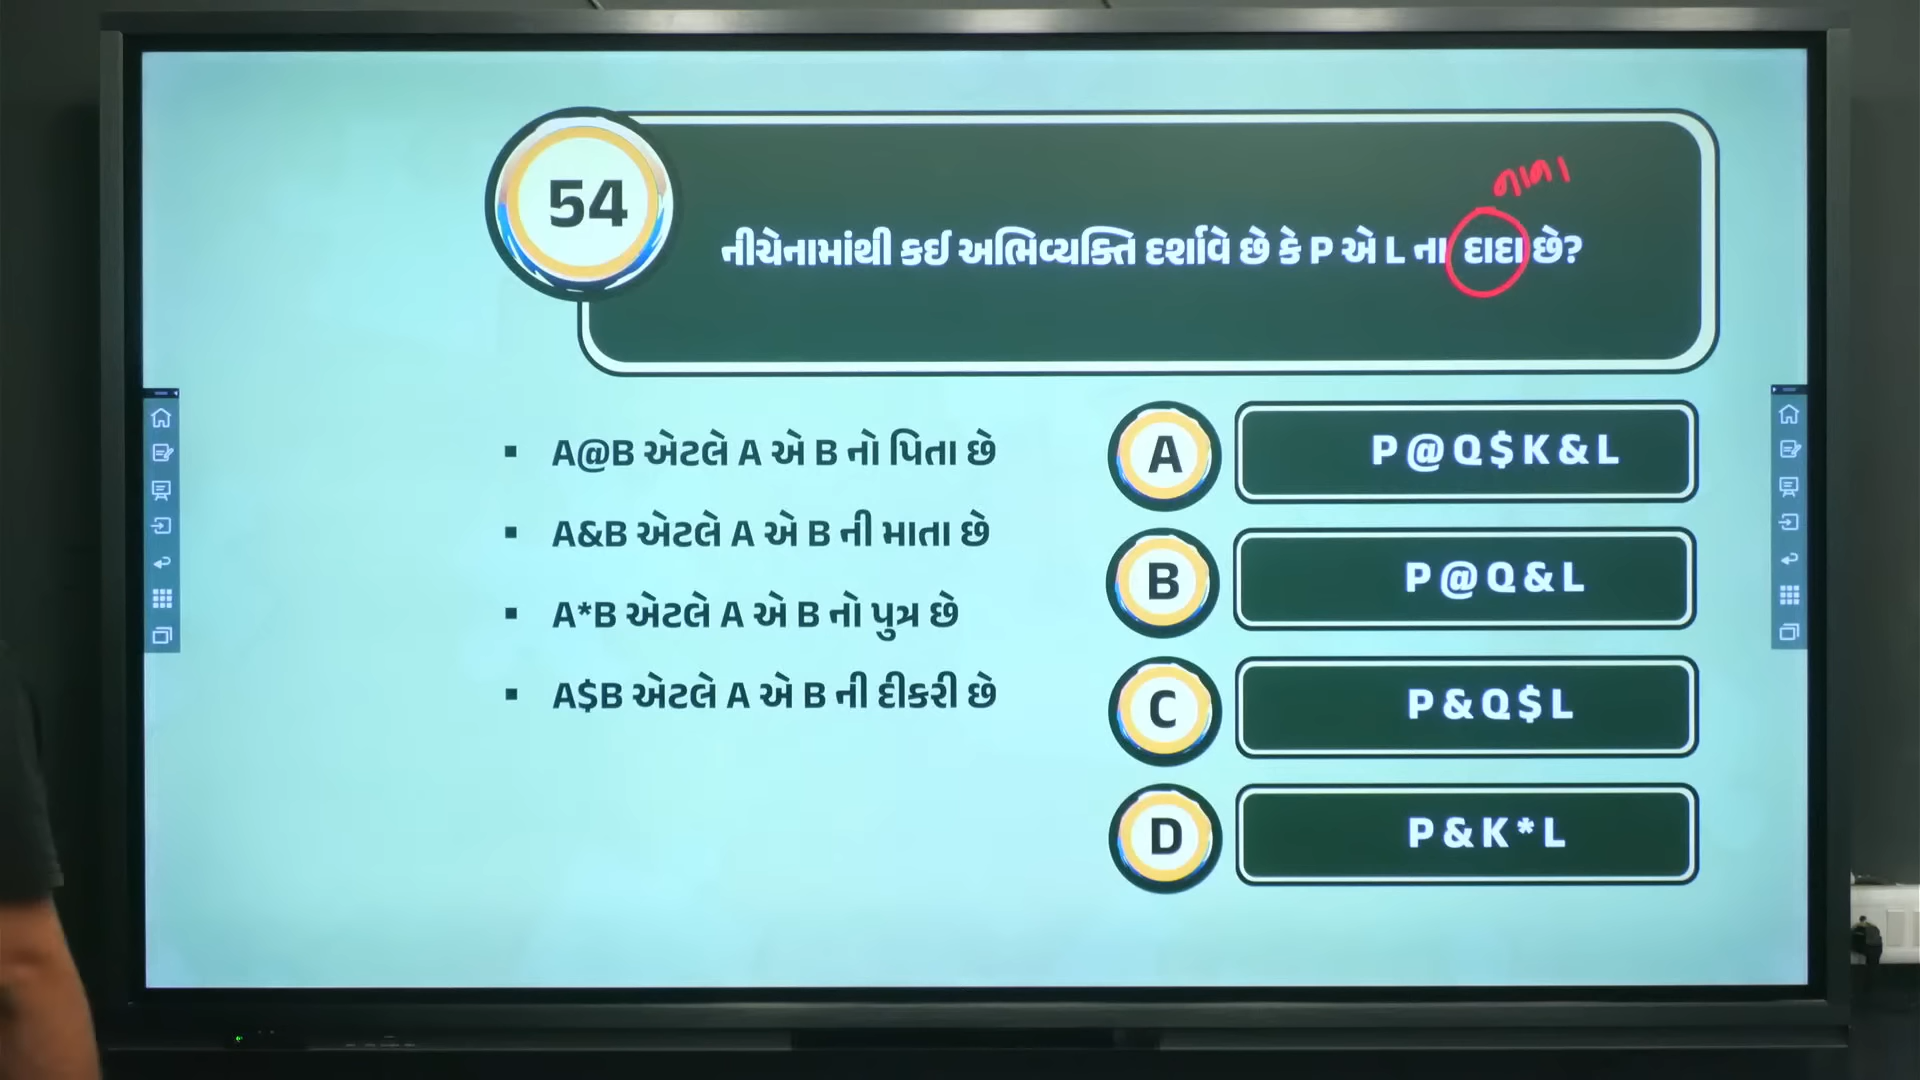 54
નાના
નીચેનામાંથી કઈ અભિવ્યક્તિ દર્શાવે છે કે P એ L ના દાદા છે?
▪ A@B એટલે A એ B નો પિતા છે
▪ A&B એટલે A એ B ની માતા છે
▪ A*B એટલે A એ B નો પુત્ર છે
▪ A$B એટલે A એ B ની દીકરી છે
A P@Q$K&L
B P@Q&L
C P&Q$L
D P&K*L